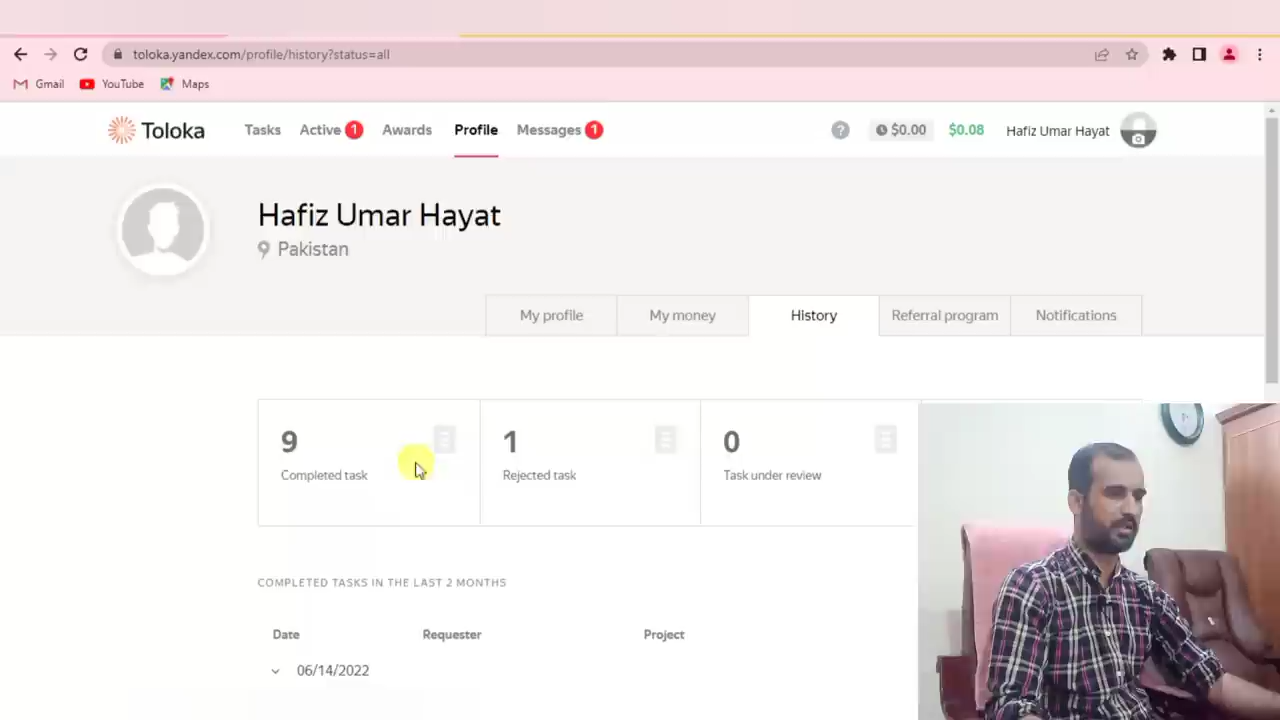 toloka.yandex.com/profile/history?status=all
Gmail YouTube Maps
Toloka Tasks Active 1 Awards Profile Messages 1 ? $0.00 $0.08 Hafiz Umar Hayat
Hafiz Umar Hayat
Pakistan
My profile My money History Referral program Notifications
9 1 0
Completed task Rejected task Task under review
COMPLETED TASKS IN THE LAST 2 MONTHS
Date Requester Project
06/14/2022